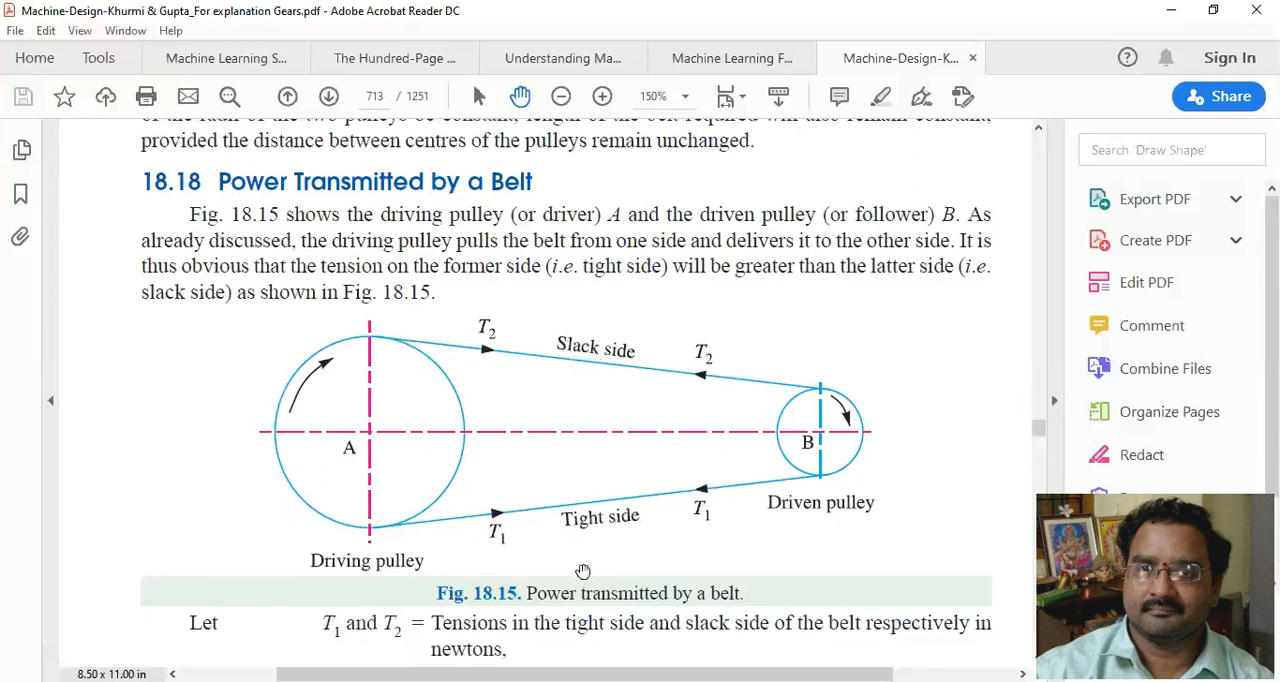 Machine-Design-Khurmi & Gupta_For explanation Gears.pdf - Adobe Acrobat Reader DC
File Edit View Window Help
Home Tools Machine Learning S... The Hundred-Page ... Understanding Ma... Machine Learning F... Machine-Design-K... × Sign In
713 / 1251 150% Share
provided the distance between centres of the pulleys remain unchanged.
18.18 Power Transmitted by a Belt
Fig. 18.15 shows the driving pulley (or driver) A and the driven pulley (or follower) B. As
already discussed, the driving pulley pulls the belt from one side and delivers it to the other side. It is
thus obvious that the tension on the former side (i.e. tight side) will be greater than the latter side (i.e.
slack side) as shown in Fig. 18.15.
T2
Slack side
T2
A
B
T1
Tight side
T1
Driven pulley
Driving pulley
Fig. 18.15. Power transmitted by a belt.
Let T1 and T2 = Tensions in the tight side and slack side of the belt respectively in
newtons,
8.50 x 11.00 in
Search 'Draw Shape'
Export PDF
Create PDF
Edit PDF
Comment
Combine Files
Organize Pages
Redact